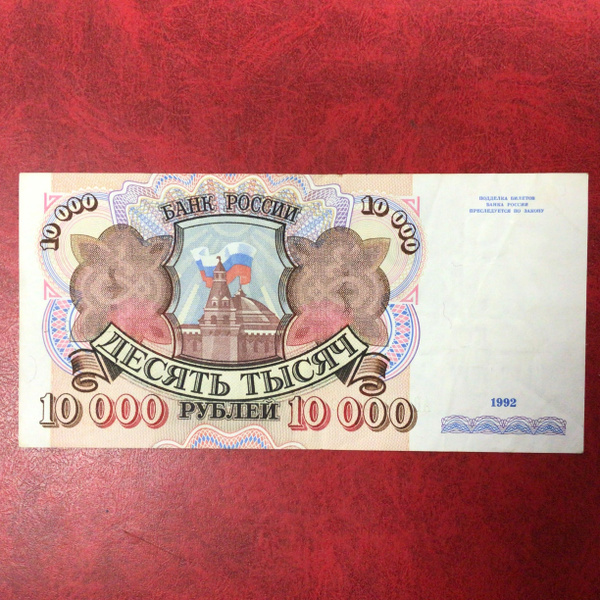 10 000
БАНК РОССИИ
10 000
ПОДДЕЛКА БИЛЕТОВ
БАНКА РОССИИ
ПРЕСЛЕДУЕТСЯ ПО ЗАКОНУ
ДЕСЯТЬ ТЫСЯЧ
10 000 РУБЛЕЙ 10 000
1992